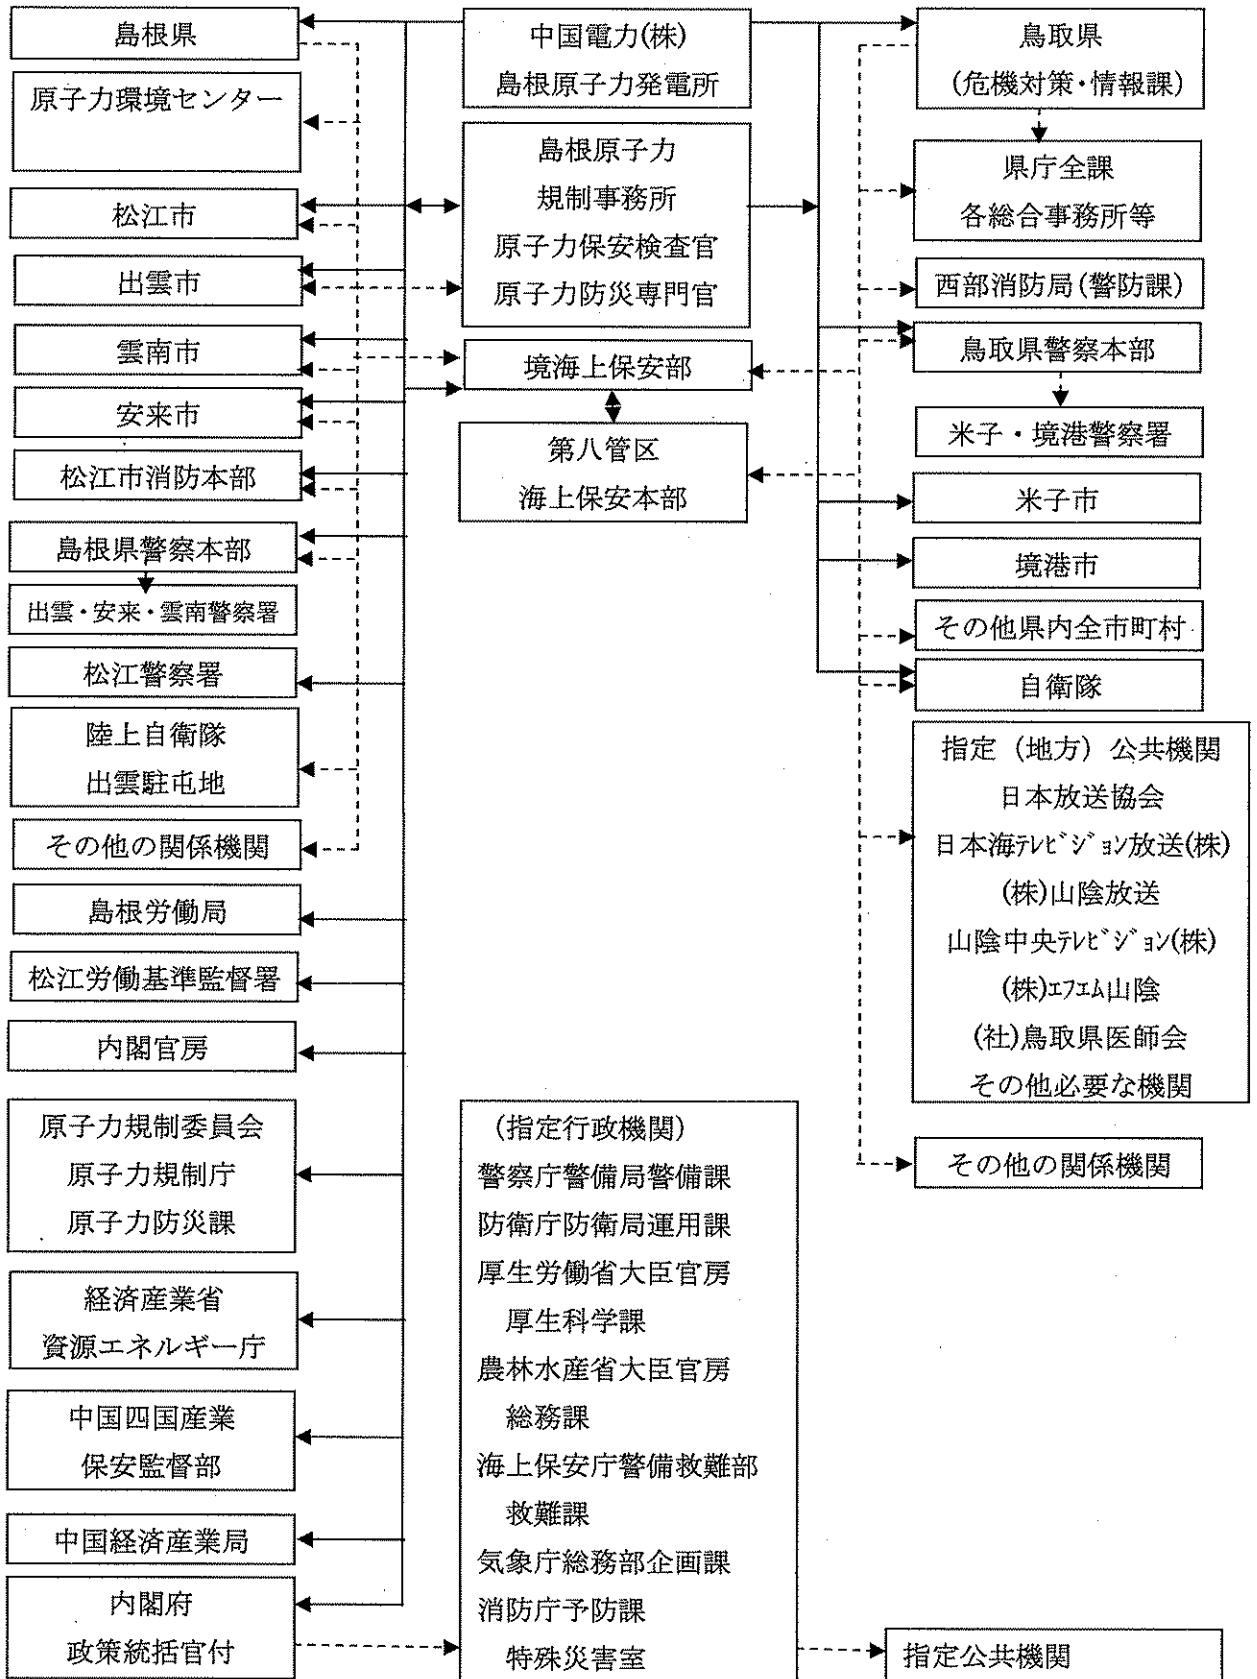 島根県
原子力環境センター
松江市
出雲市
雲南市
安来市
松江市消防本部
島根県警察本部
出雲・安来・雲南警察署
松江警察署
陸上自衛隊
出雲駐屯地
その他の関係機関
島根労働局
松江労働基準監督署
内閣官房
原子力規制委員会
原子力規制庁
原子力防災課
経済産業省
資源エネルギー庁
中国四国産業
保安監督部
中国経済産業局
内閣府
政策統括官付
中国電力(株)
島根原子力発電所
島根原子力
規制事務所
原子力保安検査官
原子力防災専門官
境海上保安部
第八管区
海上保安本部
(指定行政機関)
警察庁警備局警備課
防衛庁防衛局運用課
厚生労働省大臣官房
厚生科学課
農林水産省大臣官房
総務課
海上保安庁警備救難部
救難課
気象庁総務部企画課
消防庁予防課
特殊災害室
鳥取県
(危機対策・情報課)
県庁全課
各総合事務所等
西部消防局(警防課)
鳥取県警察本部
米子・境港警察署
米子市
境港市
その他県内全市町村
自衛隊
指定（地方）公共機関
日本放送協会
日本海ﾃﾚﾋﾞｼﾞｮﾝ放送(株)
(株)山陰放送
山陰中央ﾃﾚﾋﾞｼﾞｮﾝ(株)
(株)ｴﾌｴﾑ山陰
(社)鳥取県医師会
その他必要な機関
その他の関係機関
指定公共機関